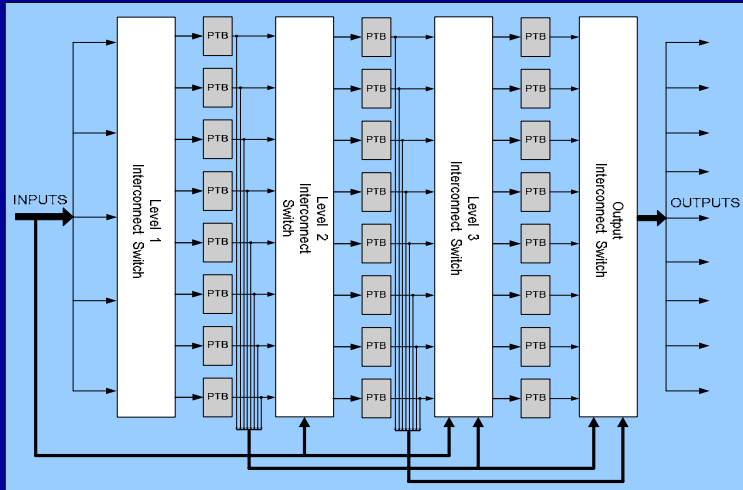 INPUTS
Level 1
Interconnect Switch
PTB
PTB
PTB
PTB
PTB
PTB
PTB
PTB
Level 2
Interconnect
Switch
PTB
PTB
PTB
PTB
PTB
PTB
PTB
PTB
Level 3
Interconnect Switch
PTB
PTB
PTB
PTB
PTB
PTB
PTB
PTB
Output
Interconnect Switch
OUTPUTS